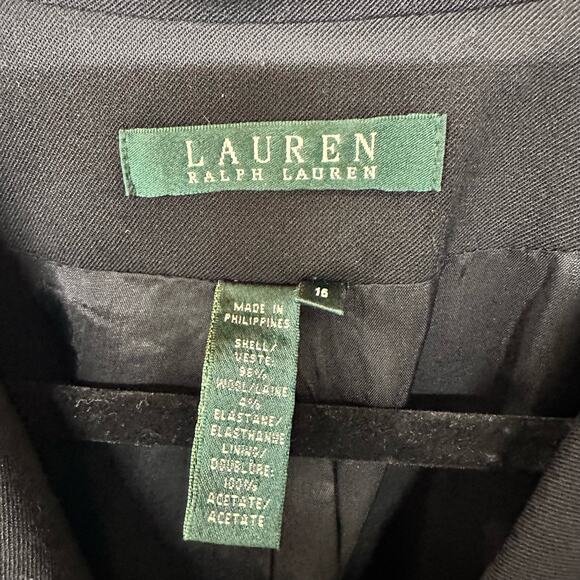 LAUREN
RALPH LAUREN
16
MADE IN
PHILIPPINES
SHELL/
VESTE
96%
WOOL/LAINE
4%
ELASTANE/
ELASTHANNE
LINING/
DOUBLURE:
100%
ACETATE/
ACETATE